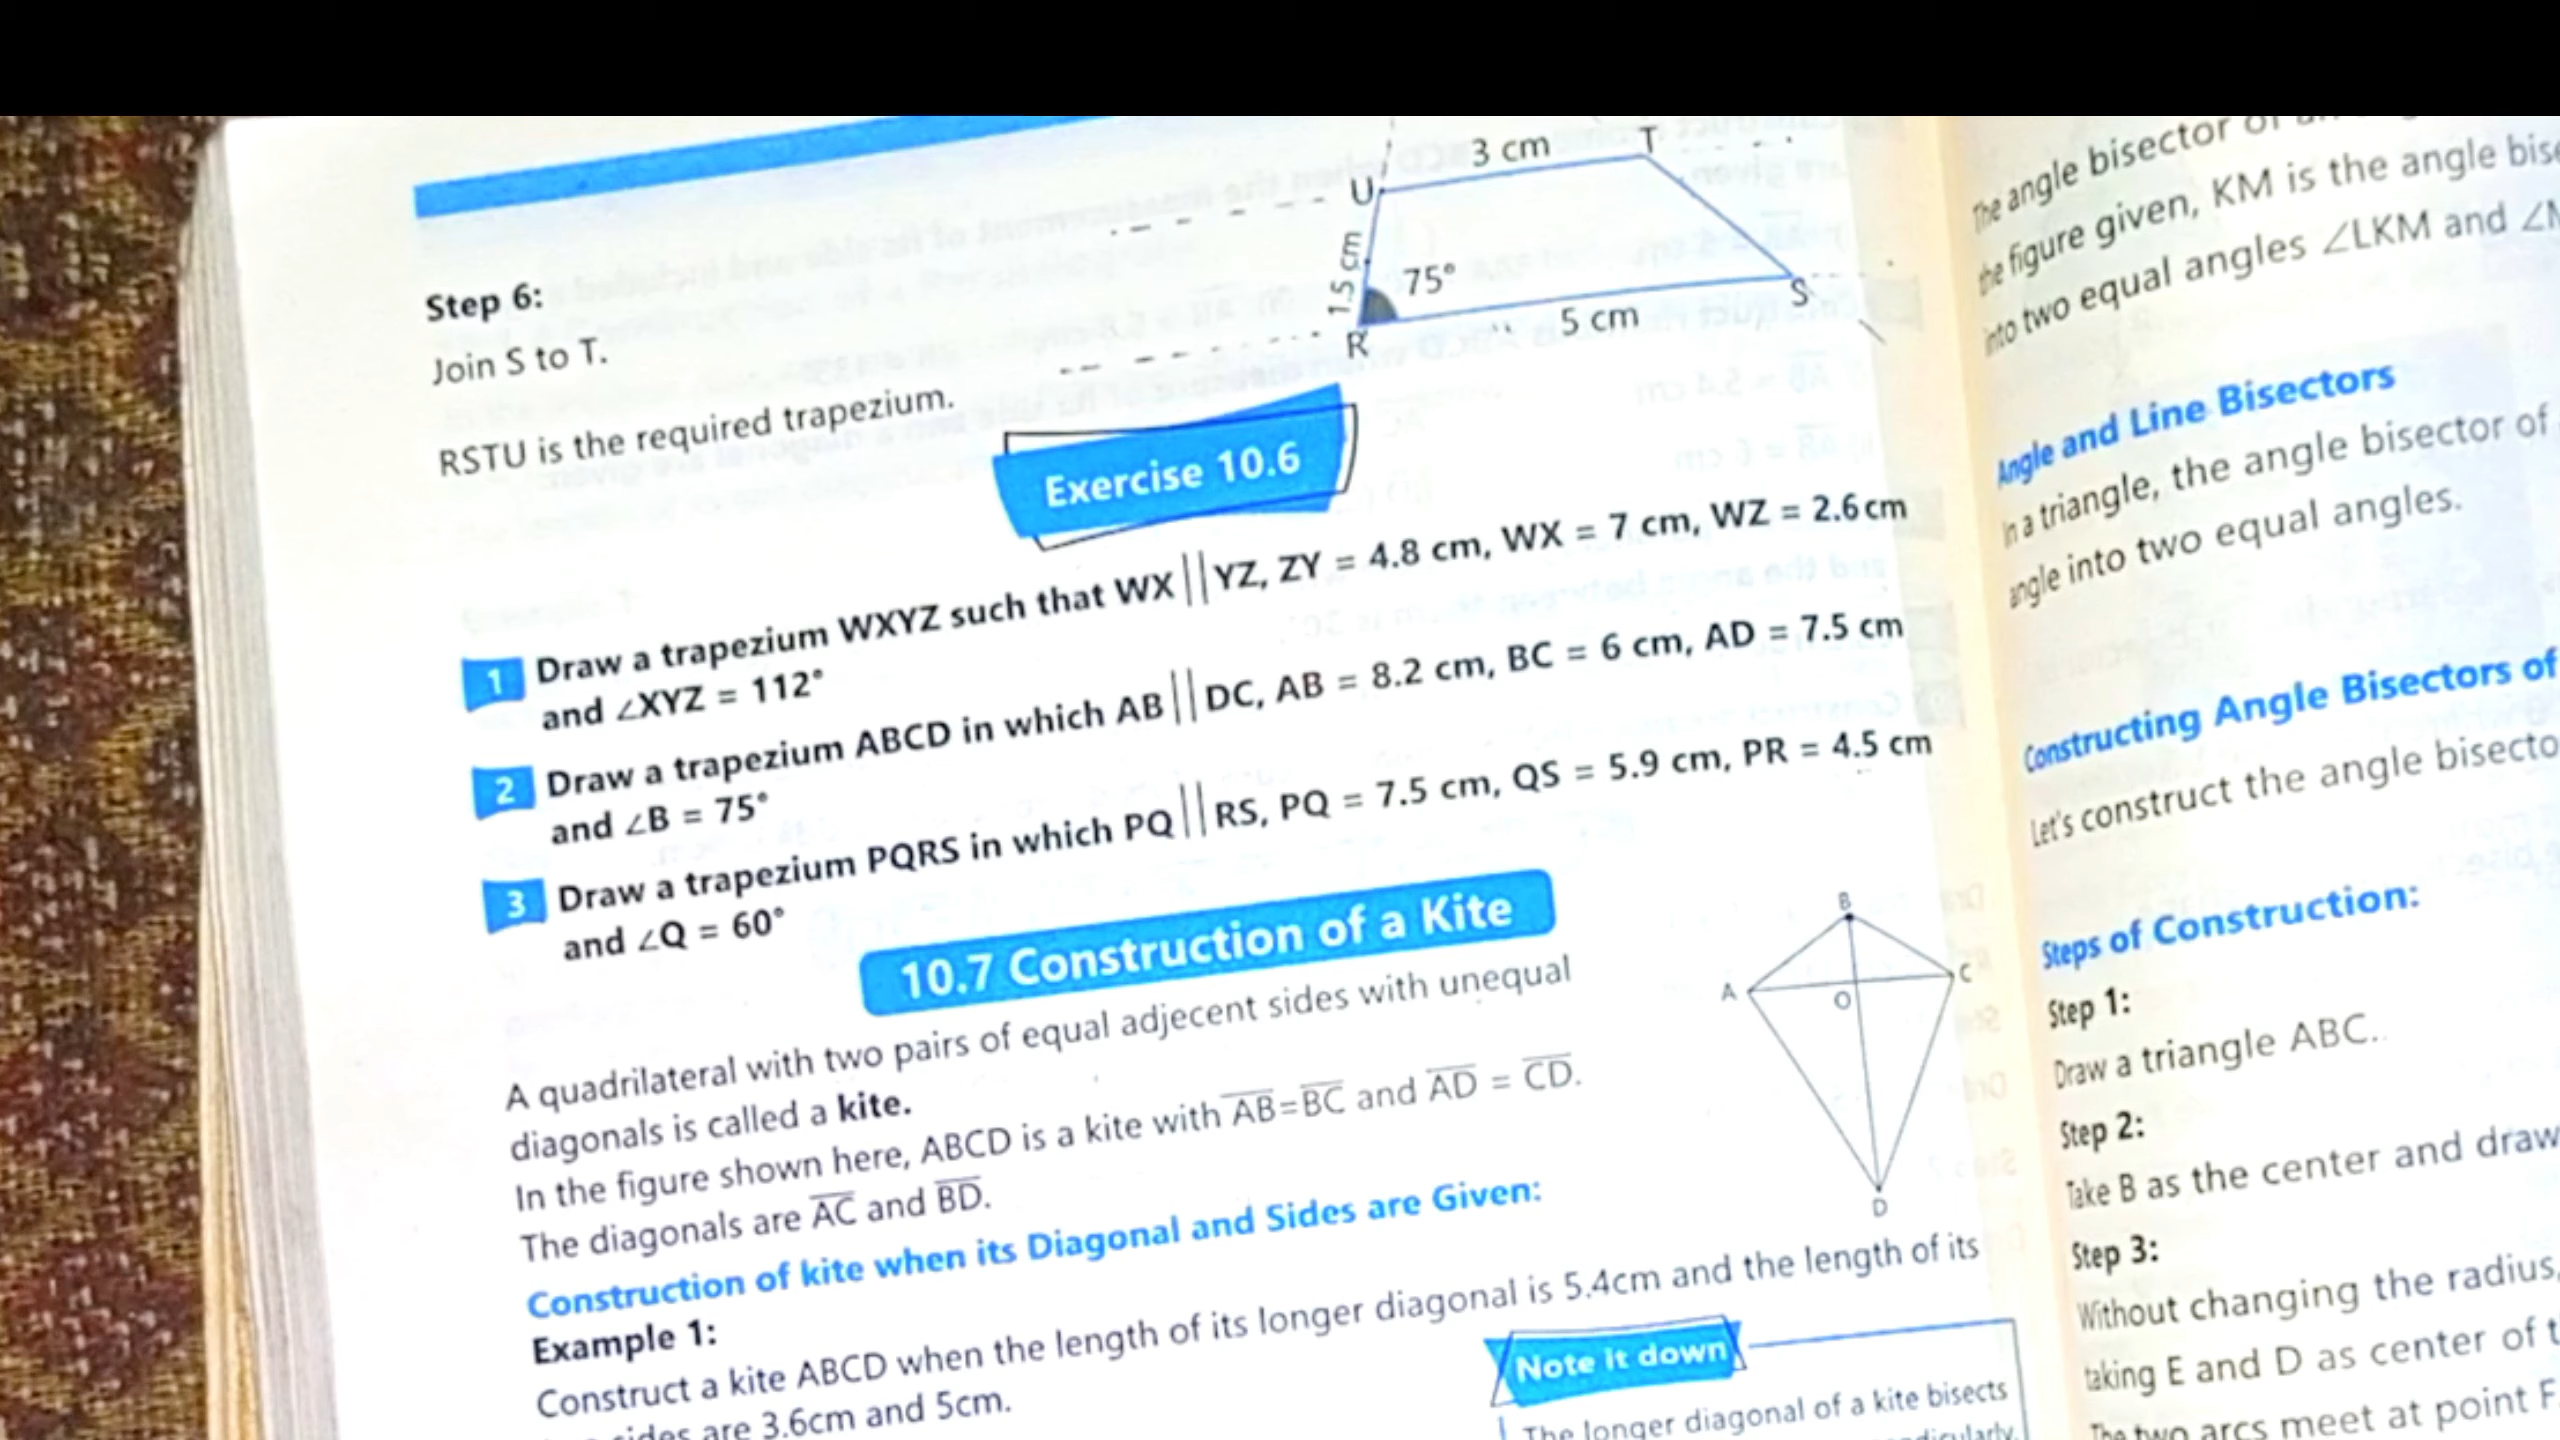 3 cm
T
U
15 cm
75°
S
5 cm
R
Step 6:
Join S to T.
RSTU is the required trapezium.
Exercise 10.6
1 Draw a trapezium WXYZ such that WX||YZ, ZY = 4.8 cm, WX = 7 cm, WZ = 2.6 cm
and ∠XYZ = 112°
2 Draw a trapezium ABCD in which AB||DC, AB = 8.2 cm, BC = 6 cm, AD = 7.5 cm
and ∠B = 75°
3 Draw a trapezium PQRS in which PQ||RS, PQ = 7.5 cm, QS = 5.9 cm, PR = 4.5 cm
and ∠Q = 60°
10.7 Construction of a Kite
A quadrilateral with two pairs of equal adjecent sides with unequal
diagonals is called a kite.
In the figure shown here, ABCD is a kite with A̅B̅=B̅C̅ and A̅D̅ = C̅D̅.
The diagonals are A̅C̅ and B̅D̅.
B
A
C
O
D
Construction of kite when its Diagonal and Sides are Given:
Example 1:
Construct a kite ABCD when the length of its longer diagonal is 5.4cm and the length of its
sides are 3.6cm and 5cm.
Note it down
The longer diagonal of a kite bisects
The angle bisector of
the figure given, KM is the angle
into two equal angles ∠LKM and
Angle and Line Bisectors
In a triangle, the angle bisector of
angle into two equal angles.
Constructing Angle Bisectors of
Let's construct the angle
Steps of Construction:
Step 1:
Draw a triangle ABC..
Step 2:
Take B as the center and draw
Step 3:
Without changing the radius,
taking E and D as center of
The two arcs meet at point F.